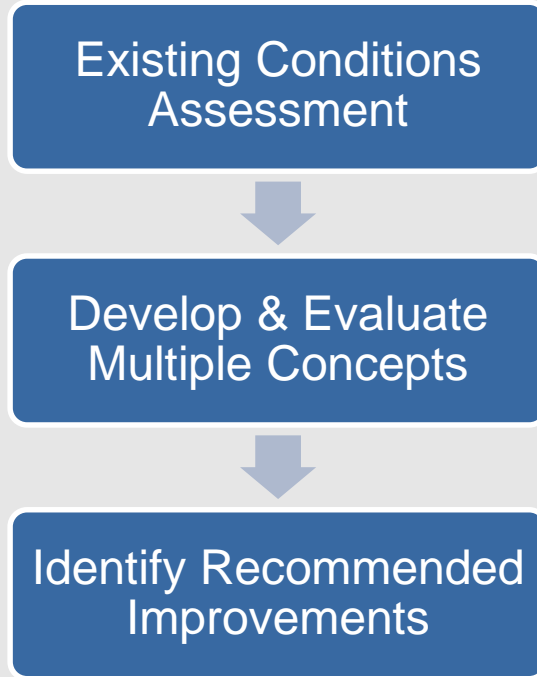 Existing Conditions
Assessment
Develop & Evaluate
Multiple Concepts
Identify Recommended
Improvements